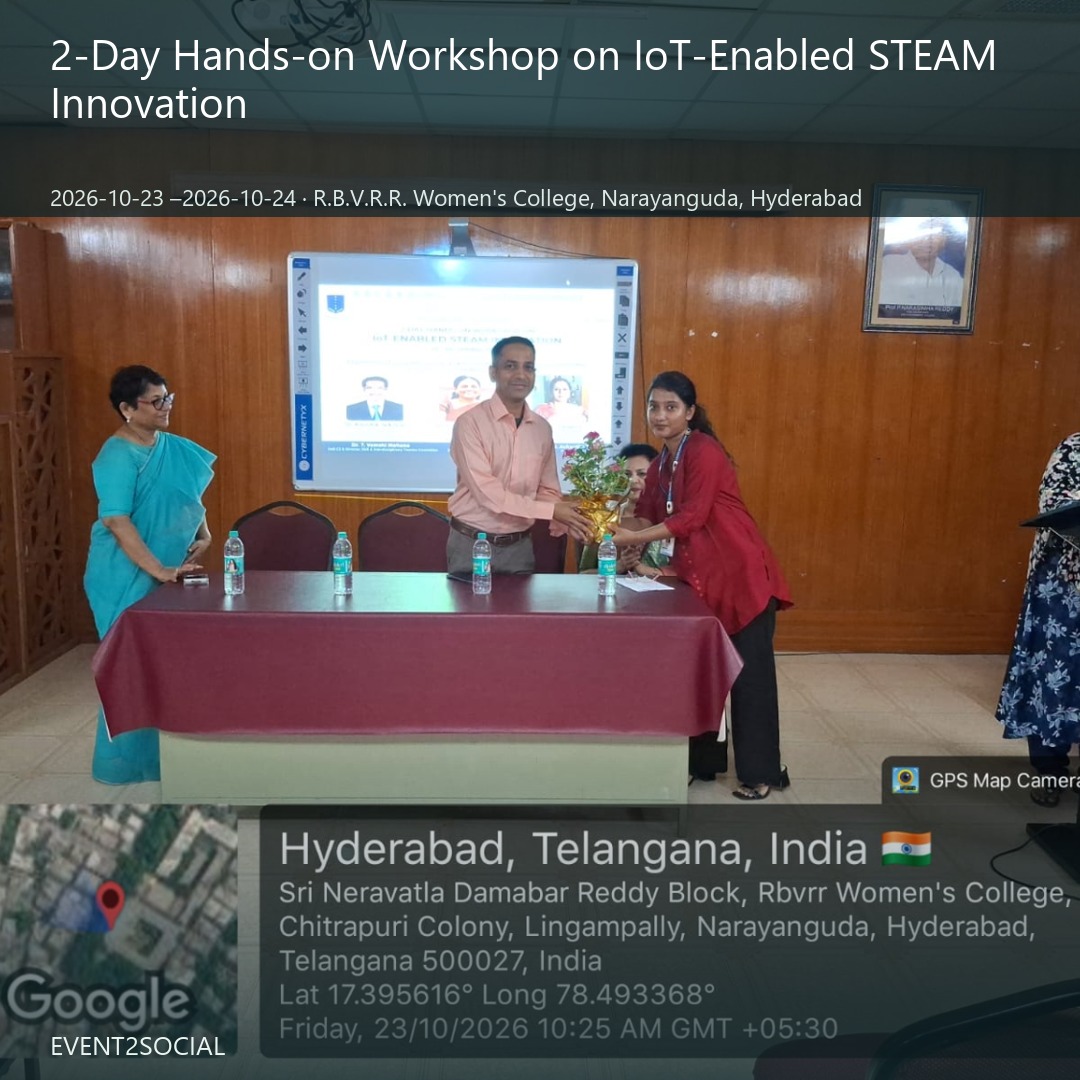 2-Day Hands-on Workshop on IoT-Enabled STEAM
Innovation
2026-10-23 –2026-10-24 · R.B.V.R.R. Women's College, Narayanguda, Hyderabad
IoT ENABLED STEAM
CYBERNETYX
GPS Map Camera
Hyderabad, Telangana, India
Sri Neravatla Damabar Reddy Block, Rbvrr Women's College,
Chitrapuri Colony, Lingampally, Narayanguda, Hyderabad,
Telangana 500027, India
Lat 17.395616° Long 78.493368°
Friday, 23/10/2026 10:25 AM GMT +05:30
Google
EVENT2SOCIAL